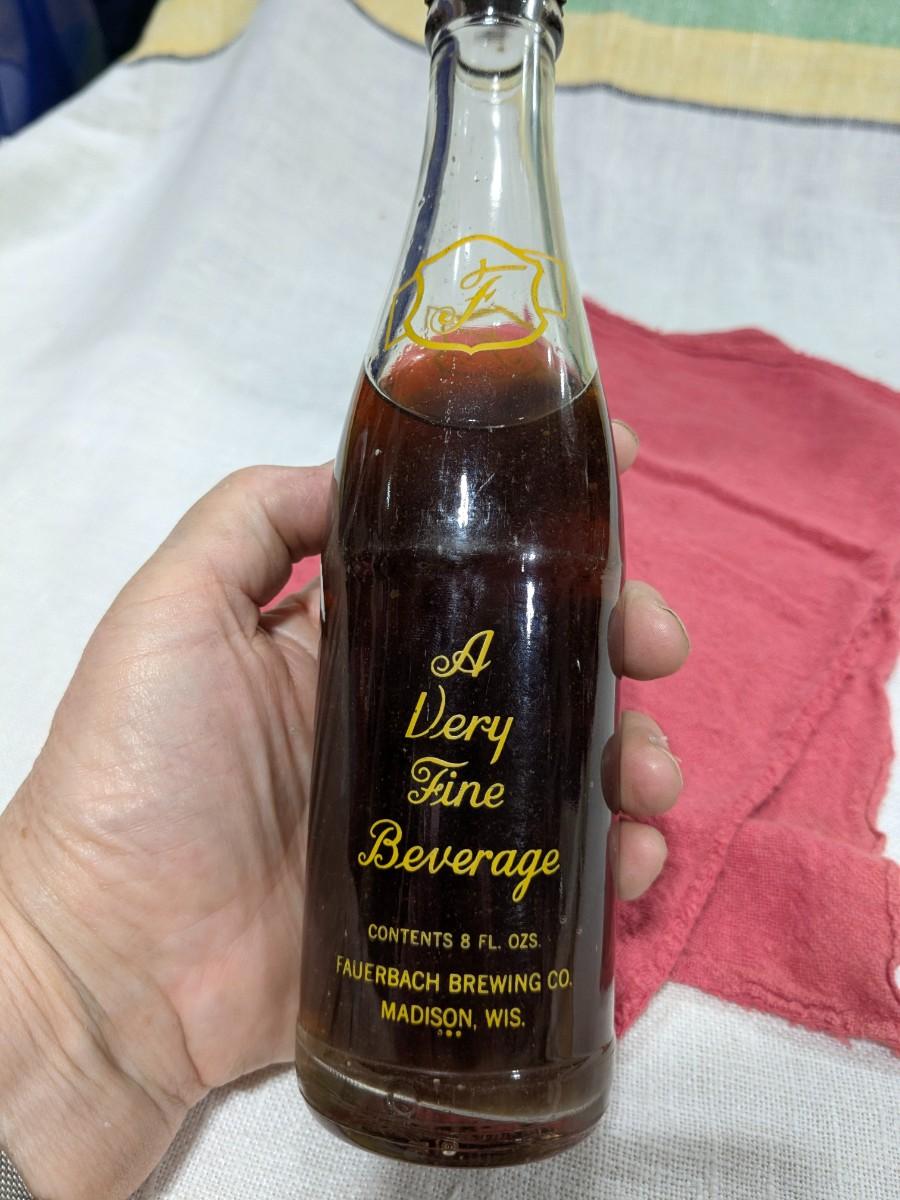 F
A
Very
Fine
Beverage
CONTENTS 8 FL. OZS.
FAUERBACH BREWING CO.
MADISON, WIS.